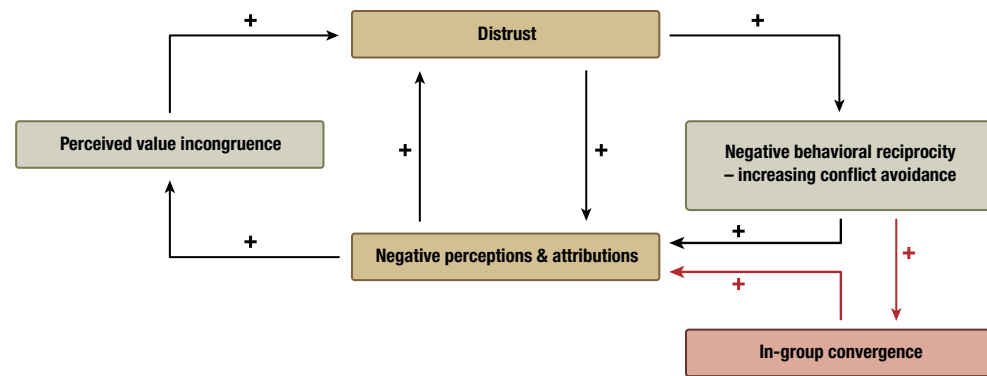 +
+
Distrust
Perceived value incongruence
+
+
Negative behavioral reciprocity
– increasing conflict avoidance
+
+
+
Negative perceptions & attributions
+
In-group convergence